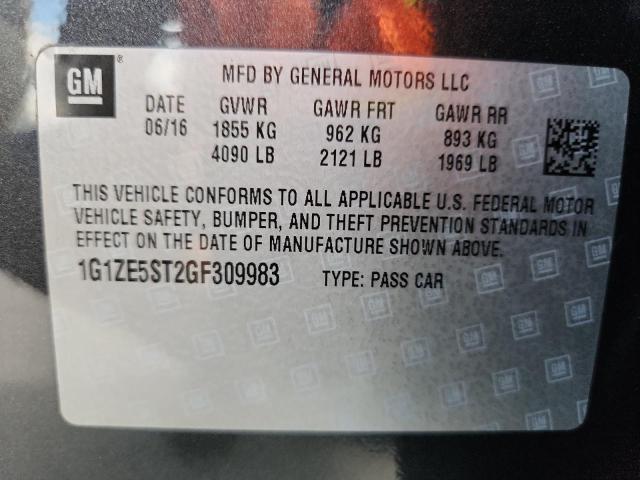 GM ® MFD BY GENERAL MOTORS LLC
DATE GVWR GAWR FRT GAWR RR
06/16 1855 KG 962 KG 893 KG
4090 LB 2121 LB 1969 LB
THIS VEHICLE CONFORMS TO ALL APPLICABLE U.S. FEDERAL MOTOR
VEHICLE SAFETY, BUMPER, AND THEFT PREVENTION STANDARDS IN
EFFECT ON THE DATE OF MANUFACTURE SHOWN ABOVE.
1G1ZE5ST2GF309983 TYPE: PASS CAR